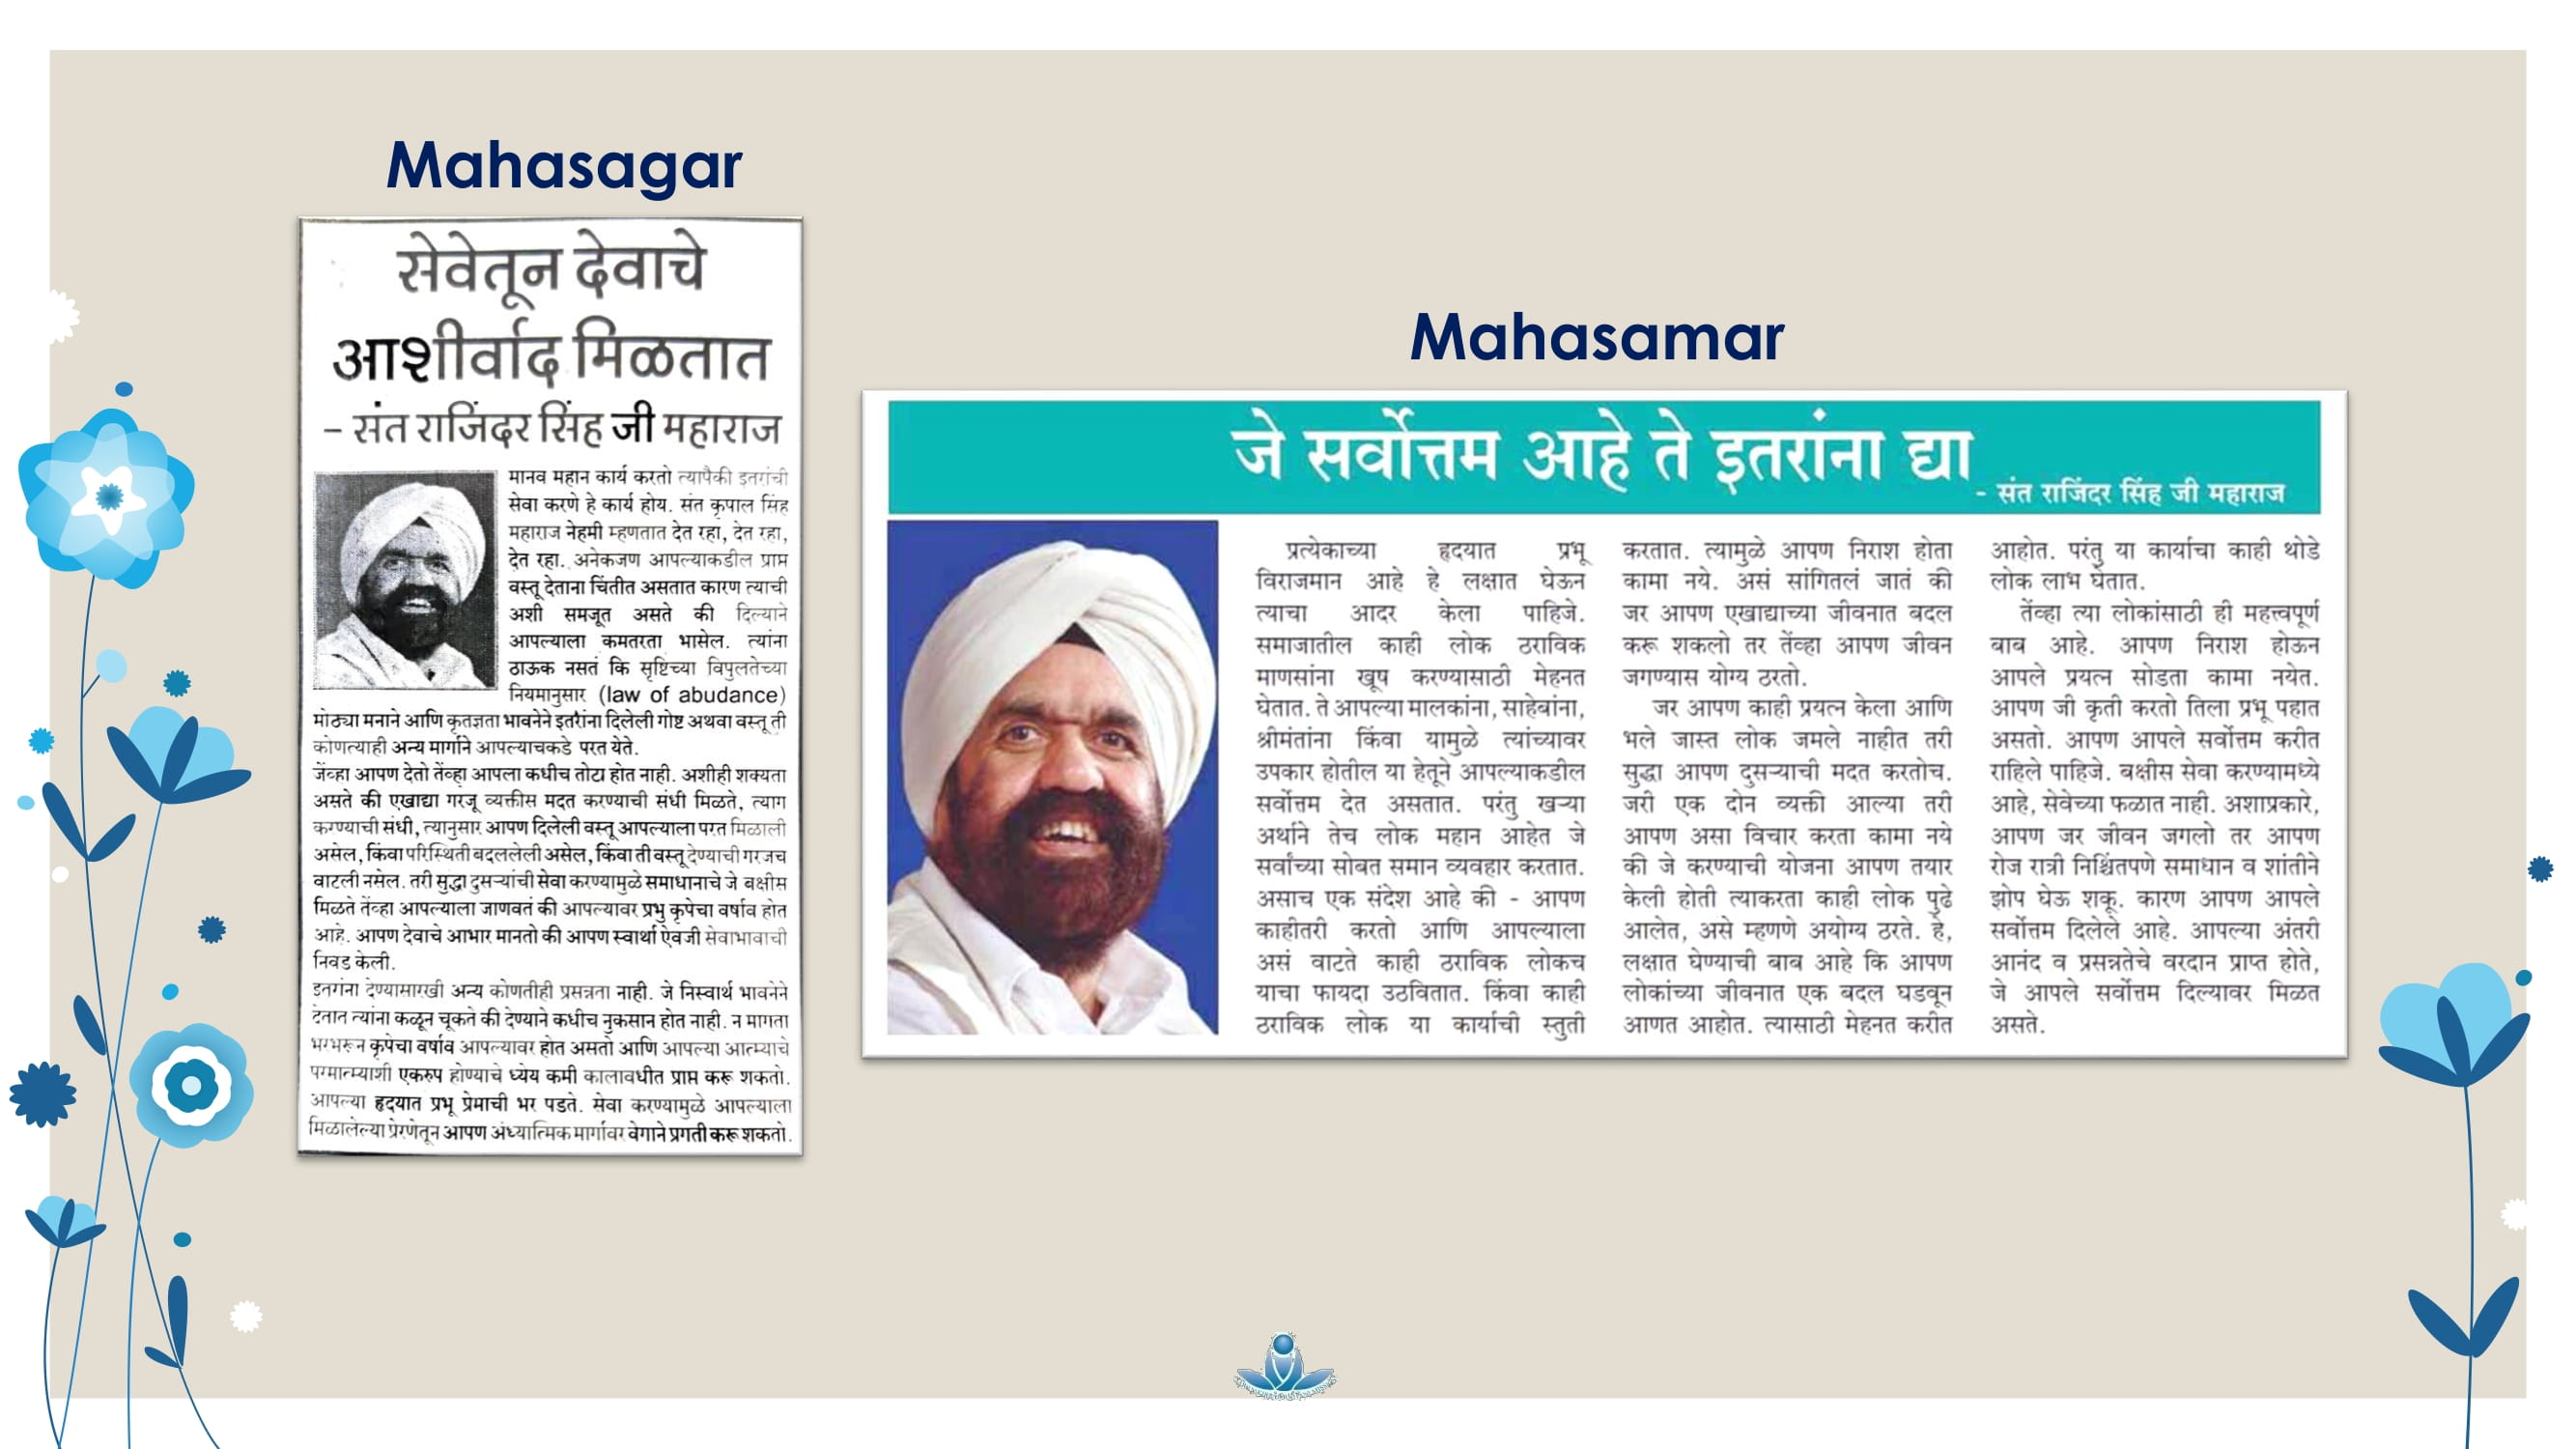 Mahasagar
सेवेतून देवाचे
आशीर्वाद मिळतात
– संत राजिंदर सिंह जी महाराज
मानव महान कार्य करतो त्यापैकी इतरांची
सेवा करणे हे कार्य होय. संत कृपाल सिंह
महाराज नेहमी म्हणतात देत रहा, देत रहा,
देत रहा. अनेकजण आपल्याकडील प्राप्त
वस्तू देताना चिंतीत असतात कारण त्याची
अशी समजूत असते की दिल्याने
आपल्याला कमतरता भासेल. त्यांना
ठाऊक नसतं कि सृष्टिच्या विपुलतेच्या
नियमानुसार (law of abudance)
मोठ्या मनाने आणि कृतज्ञता भावनेने इतरांना दिलेली गोष्ट अथवा वस्तू ती
कोणत्याही अन्य मार्गाने आपल्याचकडे परत येते.
जेंव्हा आपण देतो तेंव्हा आपला कधीच तोटा होत नाही. अशीही शक्यता
असते की एखाद्या गरजू व्यक्तीस मदत करण्याची संधी मिळते, त्याग
करण्याची संधी, त्यानुसार आपण दिलेली वस्तू आपल्याला परत मिळाली
असेल, किंवा परिस्थिती बदललेली असेल, किंवा ती वस्तू देण्याची गरजच
वाटली नसेल. तरी सुद्धा दुसऱ्यांची सेवा करण्यामुळे समाधानाचे जे बक्षीस
मिळते तेंव्हा आपल्याला जाणवतं की आपल्यावर प्रभु कृपेचा वर्षाव होत
आहे. आपण देवाचे आभार मानतो की आपण स्वार्था ऐवजी सेवाभावाची
निवड केली.
इतरांना देण्यासारखी अन्य कोणतीही प्रसन्नता नाही. जे निस्वार्थ भावनेने
देतात त्यांना कळून चूकते की देण्याने कधीच नुकसान होत नाही. न मागता
भरभरून कृपेचा वर्षाव आपल्यावर होत असतो आणि आपल्या आत्म्याचे
परमात्म्याशी एकरुप होण्याचे ध्येय कमी कालावधीत प्राप्त करू शकतो.
आपल्या हृदयात प्रभू प्रेमाची भर पडते. सेवा करण्यामुळे आपल्याला
मिळालेल्या प्रेरणेतून आपण अंध्यात्मिक मार्गावर वेगाने प्रगती करू शकतो.
Mahasamar
जे सर्वोत्तम आहे ते इतरांना द्या
- संत राजिंदर सिंह जी महाराज
प्रत्येकाच्या हृदयात प्रभू
विराजमान आहे हे लक्षात घेऊन
त्याचा आदर केला पाहिजे.
समाजातील काही लोक ठराविक
माणसांना खूष करण्यासाठी मेहनत
घेतात. ते आपल्या मालकांना, साहेबांना,
श्रीमंतांना किंवा यामुळे त्यांच्यावर
उपकार होतील या हेतूने आपल्याकडील
सर्वोत्तम देत असतात. परंतु खऱ्या
अर्थाने तेच लोक महान आहेत जे
सर्वांच्या सोबत समान व्यवहार करतात.
असाच एक संदेश आहे की - आपण
काहीतरी करतो आणि आपल्याला
असं वाटते काही ठराविक लोकच
याचा फायदा उठवितात. किंवा काही
ठराविक लोक या कार्याची स्तुती
करतात. त्यामुळे आपण निराश होता
कामा नये. असं सांगितलं जातं की
जर आपण एखाद्याच्या जीवनात बदल
करू शकलो तर तेंव्हा आपण जीवन
जगण्यास योग्य ठरतो.
जर आपण काही प्रयत्न केला आणि
भले जास्त लोक जमले नाहीत तरी
सुद्धा आपण दुसऱ्याची मदत करतोच.
जरी एक दोन व्यक्ती आल्या तरी
आपण असा विचार करता कामा नये
की जे करण्याची योजना आपण तयार
केली होती त्याकरता काही लोक पुढे
आलेत, असे म्हणणे अयोग्य ठरते. हे,
लक्षात घेण्याची बाब आहे कि आपण
लोकांच्या जीवनात एक बदल घडवून
आणत आहोत. त्यासाठी मेहनत करीत
आहोत. परंतु या कार्याचा काही थोडे
लोक लाभ घेतात.
तेंव्हा त्या लोकांसाठी ही महत्त्वपूर्ण
बाब आहे. आपण निराश होऊन
आपले प्रयत्न सोडता कामा नयेत.
आपण जी कृती करतो तिला प्रभू पहात
असतो. आपण आपले सर्वोत्तम करीत
राहिले पाहिजे. बक्षीस सेवा करण्यामध्ये
आहे, सेवेच्या फळात नाही. अशाप्रकारे,
आपण जर जीवन जगलो तर आपण
रोज रात्री निश्चिंतपणे समाधान व शांतीने
झोप घेऊ शकू. कारण आपण आपले
सर्वोत्तम दिलेले आहे. आपल्या अंतरी
आनंद व प्रसन्नतेचे वरदान प्राप्त होते,
जे आपले सर्वोत्तम दिल्यावर मिळत
असते.